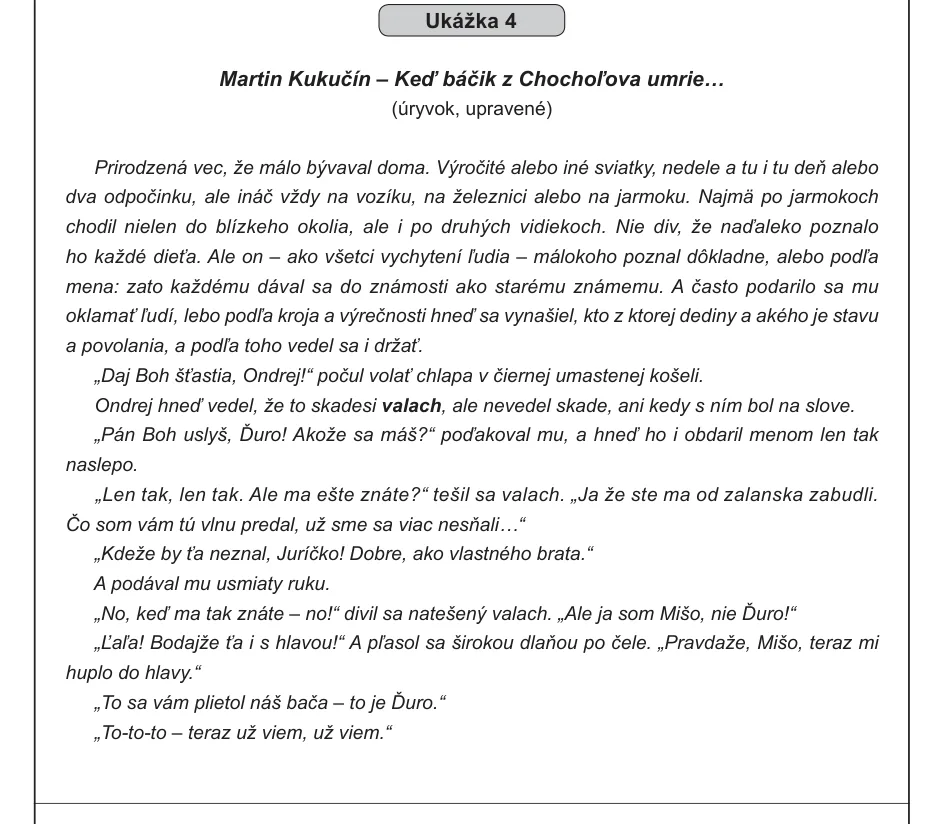 Ukážka 4
Martin Kukučín – Keď báčik z Chochoľova umrie…
(úryvok, upravené)
Prirodzená vec, že málo býva­val doma. Výročité alebo iné sviatky, nedele a tu i tu deň alebo
dva odpočinku, ale ináč vždy na vozíku, na železnici alebo na jarmoku. Najmä po jarmokoch
chodil nielen do blízkeho okolia, ale i po druhých vidiekoch. Nie div, že naďaleko poznalo
ho každé dieťa. Ale on – ako všetci vychytení ľudia – málokoho poznal dôkladne, alebo podľa
mena: zato každému dával sa do známosti ako starému známemu. A často podarilo sa mu
oklamať ľudí, lebo podľa kroja a výrečnosti hneď sa vynašiel, kto z ktorej dediny a akého je stavu
a povolania, a podľa toho vedel sa i držať.
„Daj Boh šťastia, Ondrej!“ počul volať chlapa v čiernej umastenej košeli.
Ondrej hneď vedel, že to skadesi valach, ale nevedel skade, ani kedy s ním bol na slove.
„Pán Boh uslyš, Ďuro! Akože sa máš?“ poďakoval mu, a hneď ho i obdaril menom len tak
naslepo.
„Len tak, len tak. Ale ma ešte znáte?“ tešil sa valach. „Ja že ste ma od zalanska zabudli.
Čo som vám tú vlnu predal, už sme sa viac nesňali…“
„Kdeže by ťa neznal, Juríčko! Dobre, ako vlastného brata.“
A podával mu usmiaty ruku.
„No, keď ma tak znáte – no!“ divil sa natešený valach. „Ale ja som Mišo, nie Ďuro!“
„Ľaľa! Bodajže ťa i s hlavou!“ A pľasol sa širokou dlaňou po čele. „Pravdaže, Mišo, teraz mi
huplo do hlavy.“
„To sa vám plietol náš bača – to je Ďuro.“
„To-to-to – teraz už viem, už viem.“